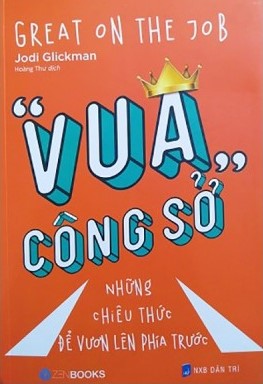 GREAT ON THE JOB
Jodi Glickman
Hoàng Thư dịch
"VUA"
CÔNG SỞ
NHỮNG
CHIÊU THỨC
ĐỂ VƯƠN LÊN PHÍA TRƯỚC
ZENBOOKS
NXB DÂN TRÍ